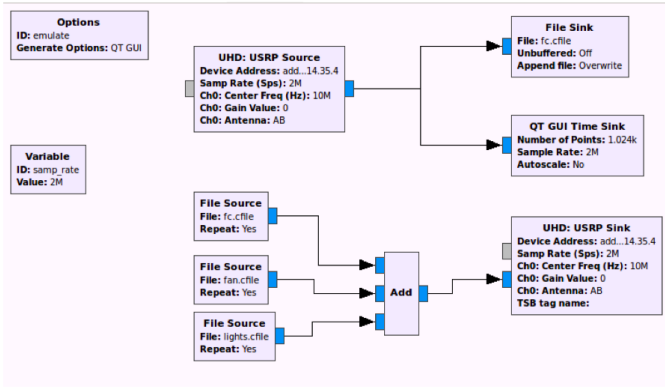 Options
ID: emulate
Generate Options: QT GUI
UHD: USRP Source
Device Address: add...14.35.4
Samp Rate (Sps): 2M
Ch0: Center Freq (Hz): 10M
Ch0: Gain Value: 0
Ch0: Antenna: AB
File Sink
File: fc.cfile
Unbuffered: Off
Append file: Overwrite
QT GUI Time Sink
Number of Points: 1.024k
Sample Rate: 2M
Autoscale: No
Variable
ID: samp_rate
Value: 2M
File Source
File: fc.cfile
Repeat: Yes
File Source
File: fan.cfile
Repeat: Yes
File Source
File: lights.cfile
Repeat: Yes
Add
UHD: USRP Sink
Device Address: add...14.35.4
Samp Rate (Sps): 2M
Ch0: Center Freq (Hz): 10M
Ch0: Gain Value: 0
Ch0: Antenna: AB
TSB tag name: